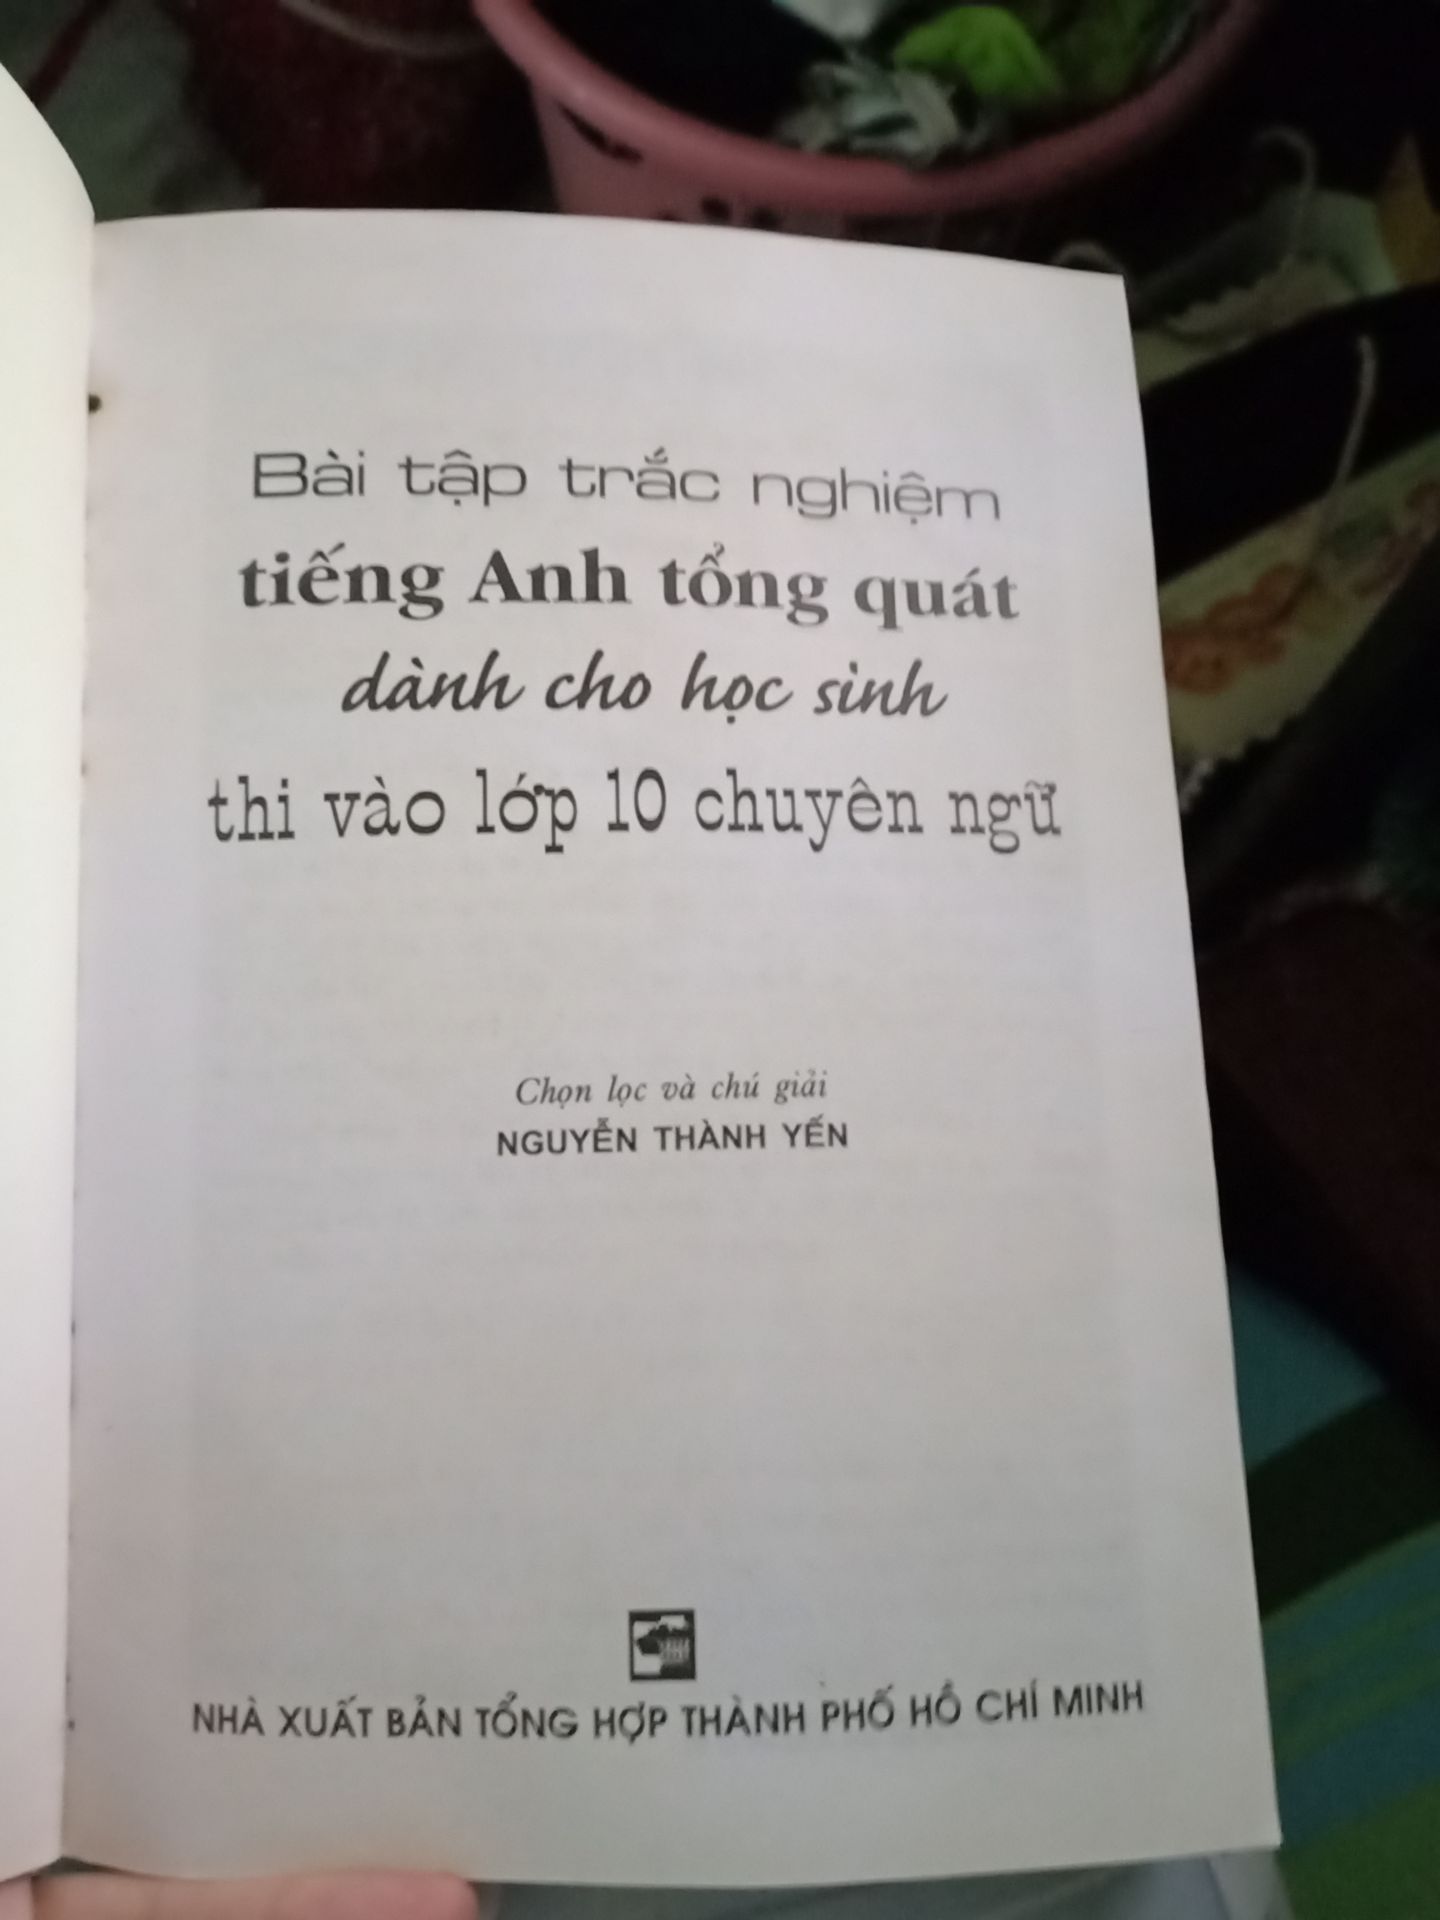 Bài tập trắc nghiệm
tiếng Anh tổng quát
dành cho học sinh
thi vào lớp 10 chuyên ngữ
Chọn lọc và chú giải
NGUYỄN THÀNH YẾN
NHÀ XUẤT BẢN TỔNG HỢP THÀNH PHỐ HỒ CHÍ MINH